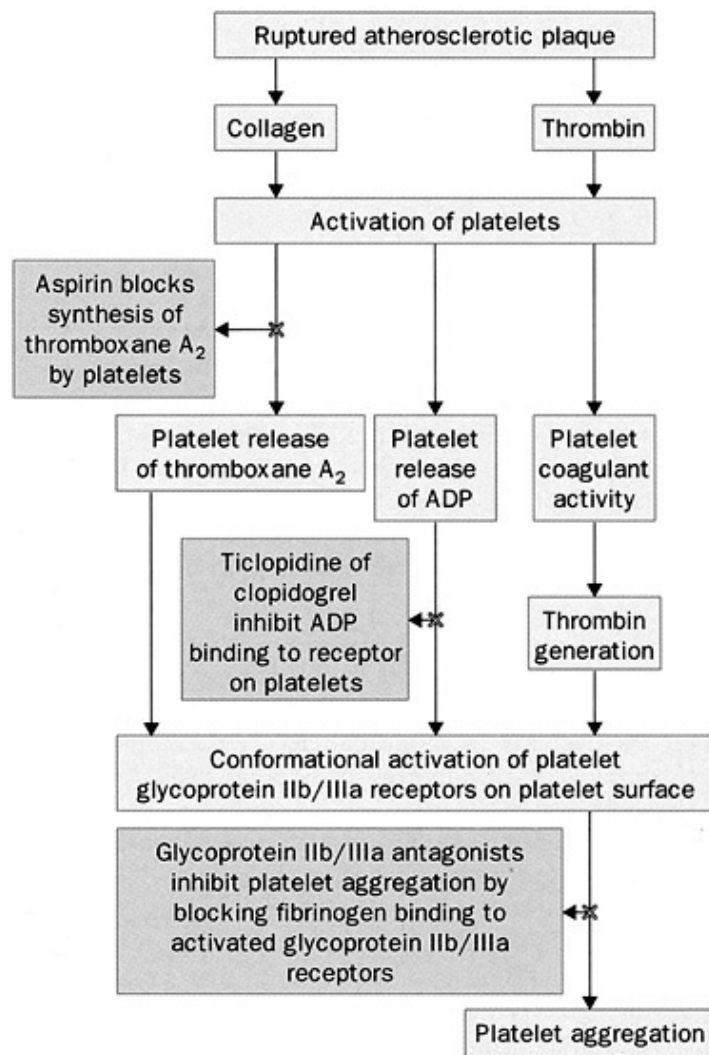 Ruptured atherosclerotic plaque
Collagen
Thrombin
Activation of platelets
Aspirin blocks
synthesis of
thromboxane A₂
by platelets
Platelet release
of thromboxane A₂
Platelet
release
of ADP
Platelet
coagulant
activity
Ticlopidine of
clopidogrel
inhibit ADP
binding to receptor
on platelets
Thrombin
generation
Conformational activation of platelet
glycoprotein IIb/IIIa receptors on platelet surface
Glycoprotein IIb/IIIa antagonists
inhibit platelet aggregation by
blocking fibrinogen binding to
activated glycoprotein IIb/IIIa
receptors
Platelet aggregation